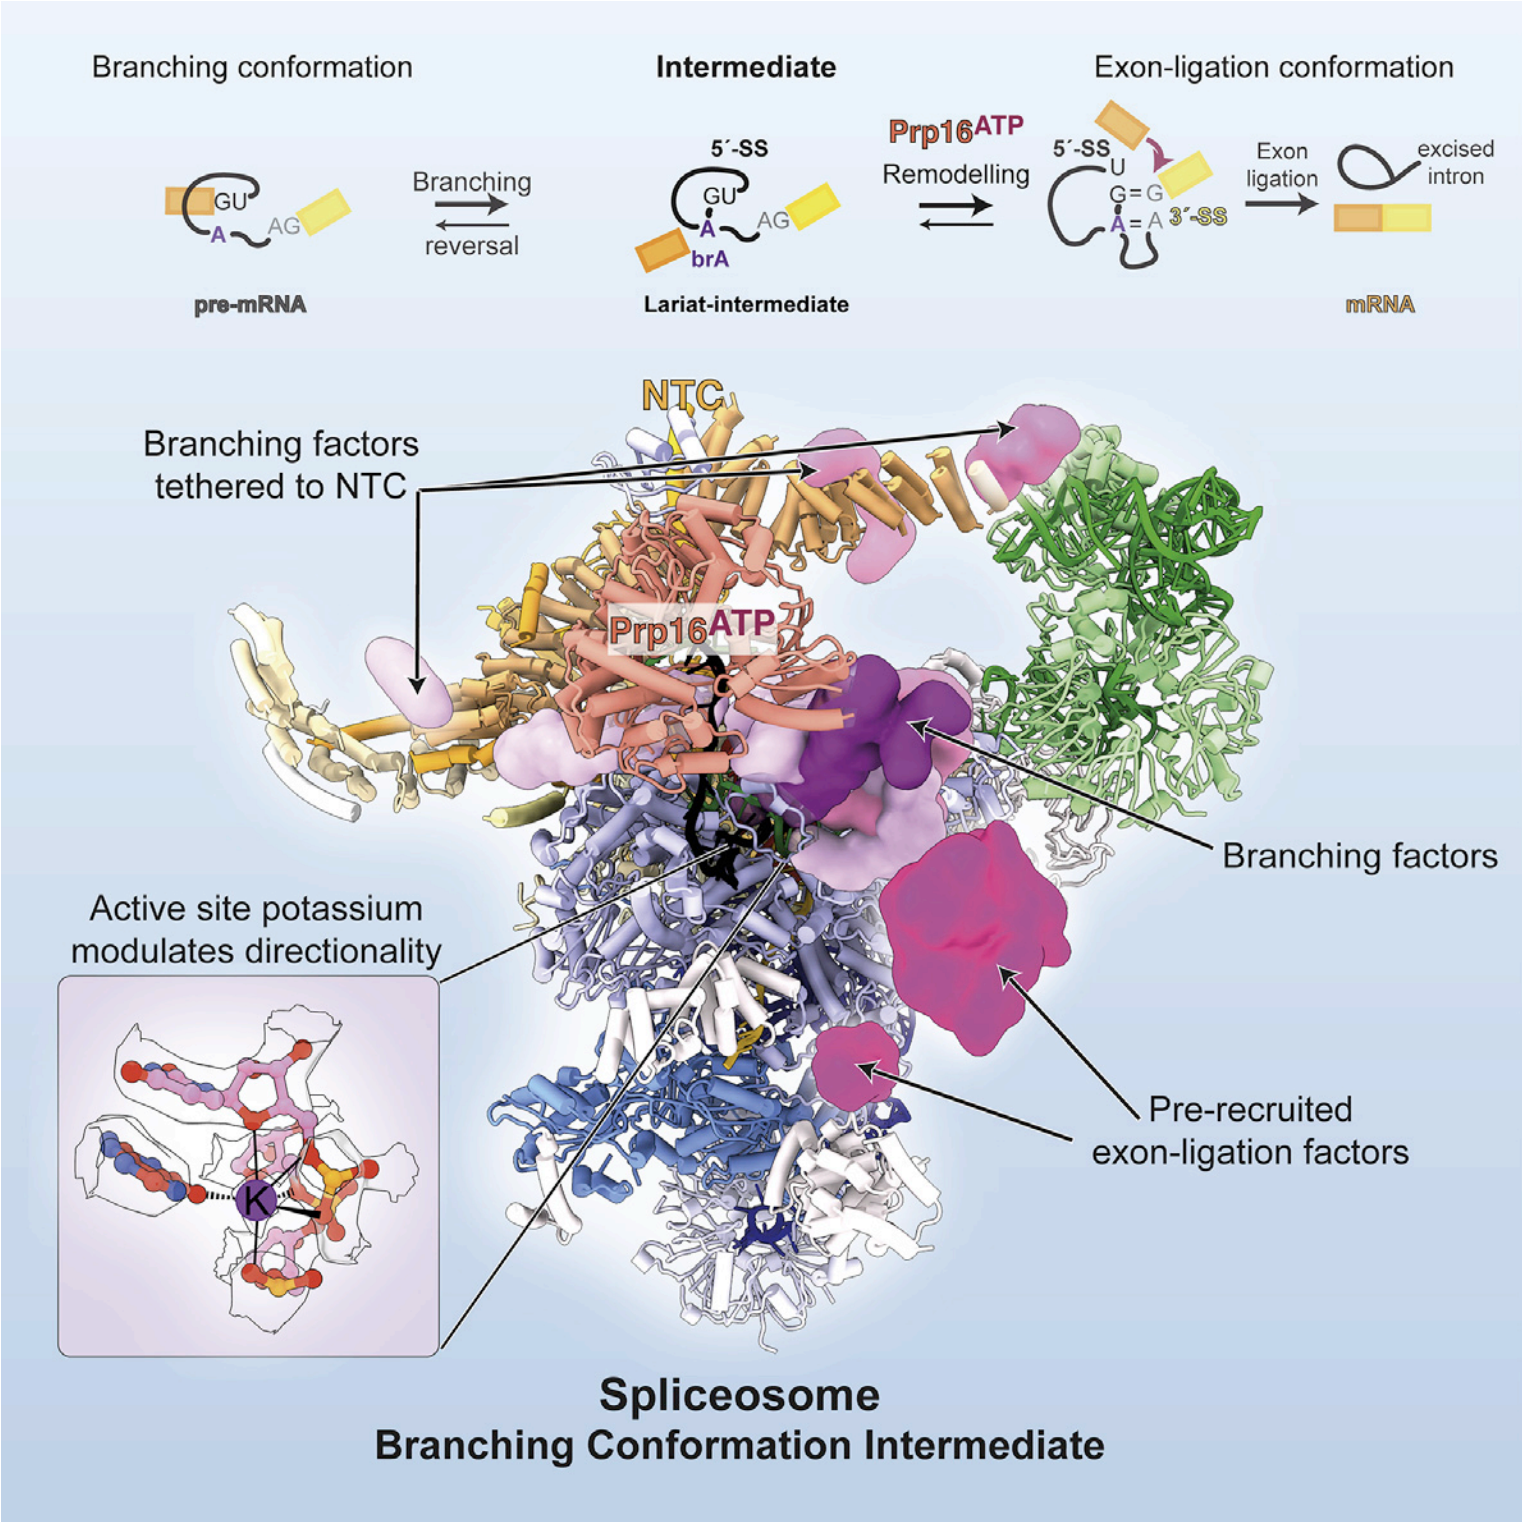 Branching conformation
Intermediate
Exon-ligation conformation
Prp16ATP
5´-SS
5´-SS
U
Exon
ligation
excised
intron
Branching
Remodelling
GU
GU
G=G
AG
AG
A
A
A=A
3´-SS
reversal
brA
pre-mRNA
Lariat-intermediate
mRNA
NTC
Branching factors
tethered to NTC
Prp16ATP
Branching factors
Active site potassium
modulates directionality
K
Pre-recruited
exon-ligation factors
Spliceosome
Branching Conformation Intermediate